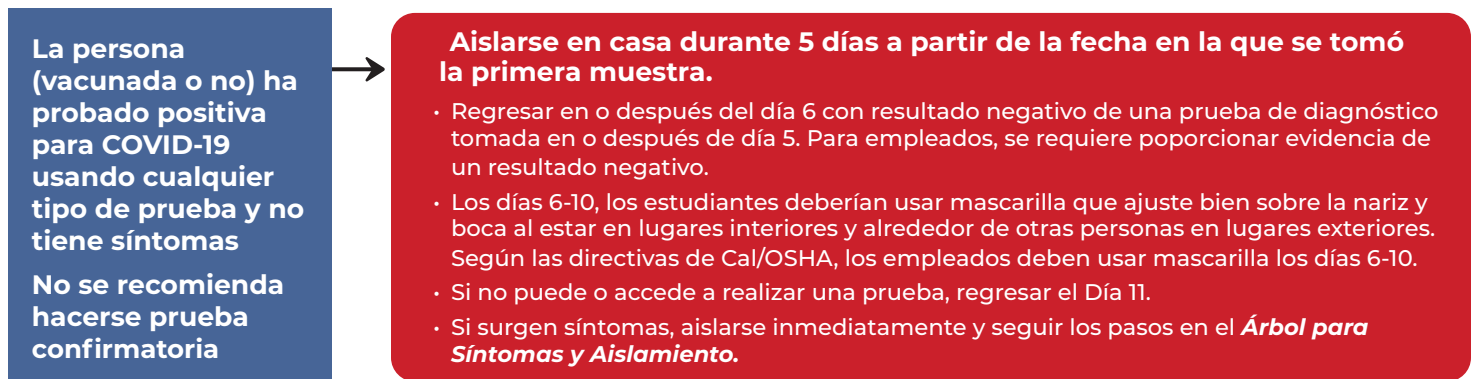 La persona
(vacunada o no) ha
probado positiva
para COVID-19
usando cualquier
tipo de prueba y no
tiene síntomas
No se recomienda
hacerse prueba
confirmatoria
Aislarse en casa durante 5 días a partir de la fecha en la que se tomó
la primera muestra.
· Regresar en o después del día 6 con resultado negativo de una prueba de diagnóstico
tomada en o después de día 5. Para empleados, se requiere poporcionar evidencia de
un resultado negativo.
· Los días 6-10, los estudiantes deberían usar mascarilla que ajuste bien sobre la nariz y
boca al estar en lugares interiores y alrededor de otras personas en lugares exteriores.
Según las directivas de Cal/OSHA, los empleados deben usar mascarilla los días 6-10.
· Si no puede o accede a realizar una prueba, regresar el Día 11.
· Si surgen síntomas, aislarse inmediatamente y seguir los pasos en el Árbol para
Síntomas y Aislamiento.